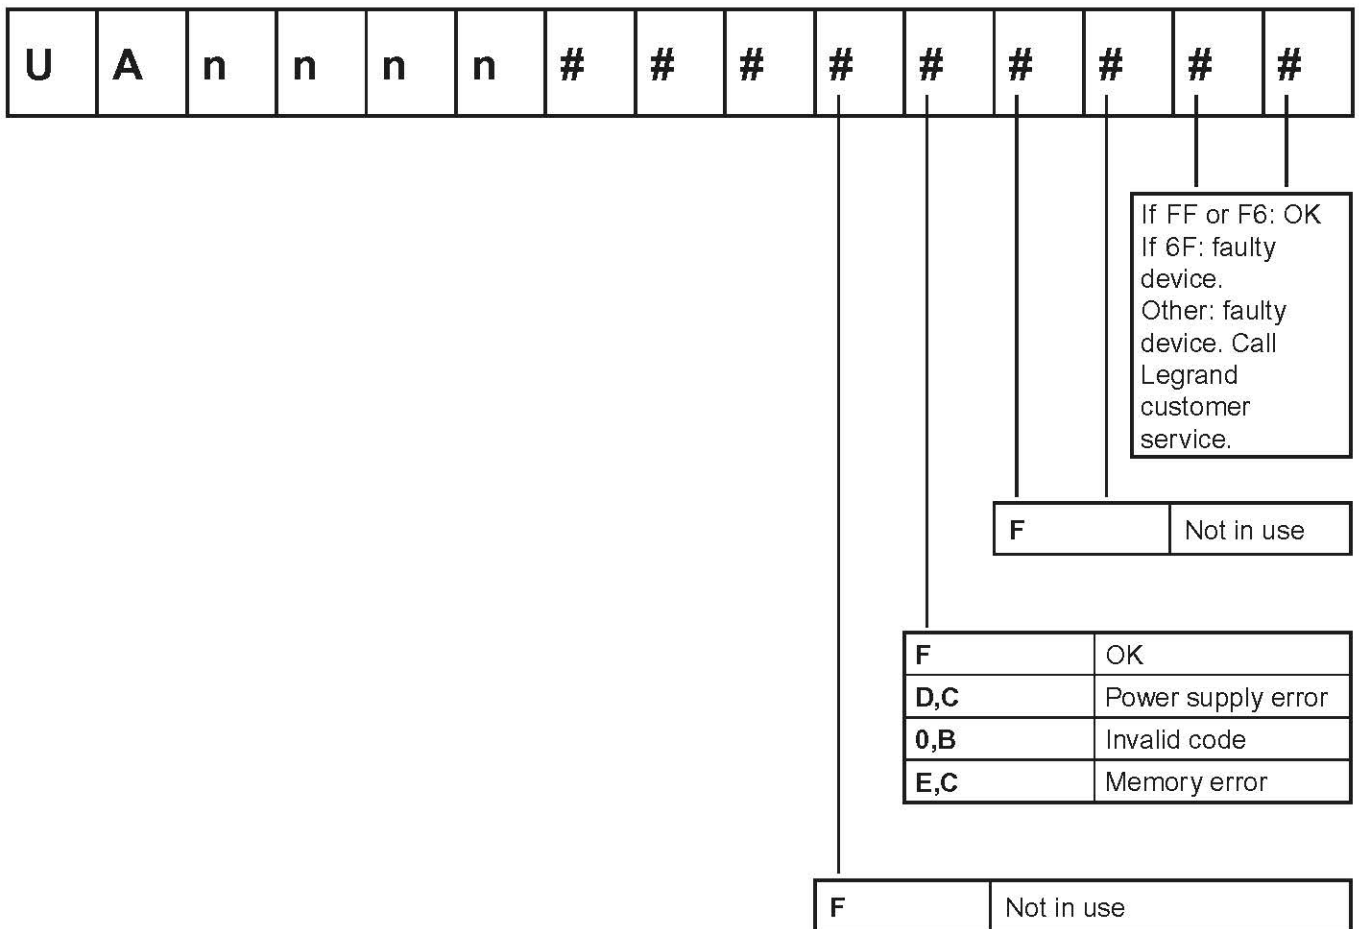 U A n n n n # # # # # # # # #
If FF or F6: OK
If 6F: faulty
device.
Other: faulty
device. Call
Legrand
customer
service.
F Not in use
F OK
D,C Power supply error
0,B Invalid code
E,C Memory error
F Not in use